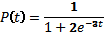 P(t) = 1 / (1 + 2e^{-3t})